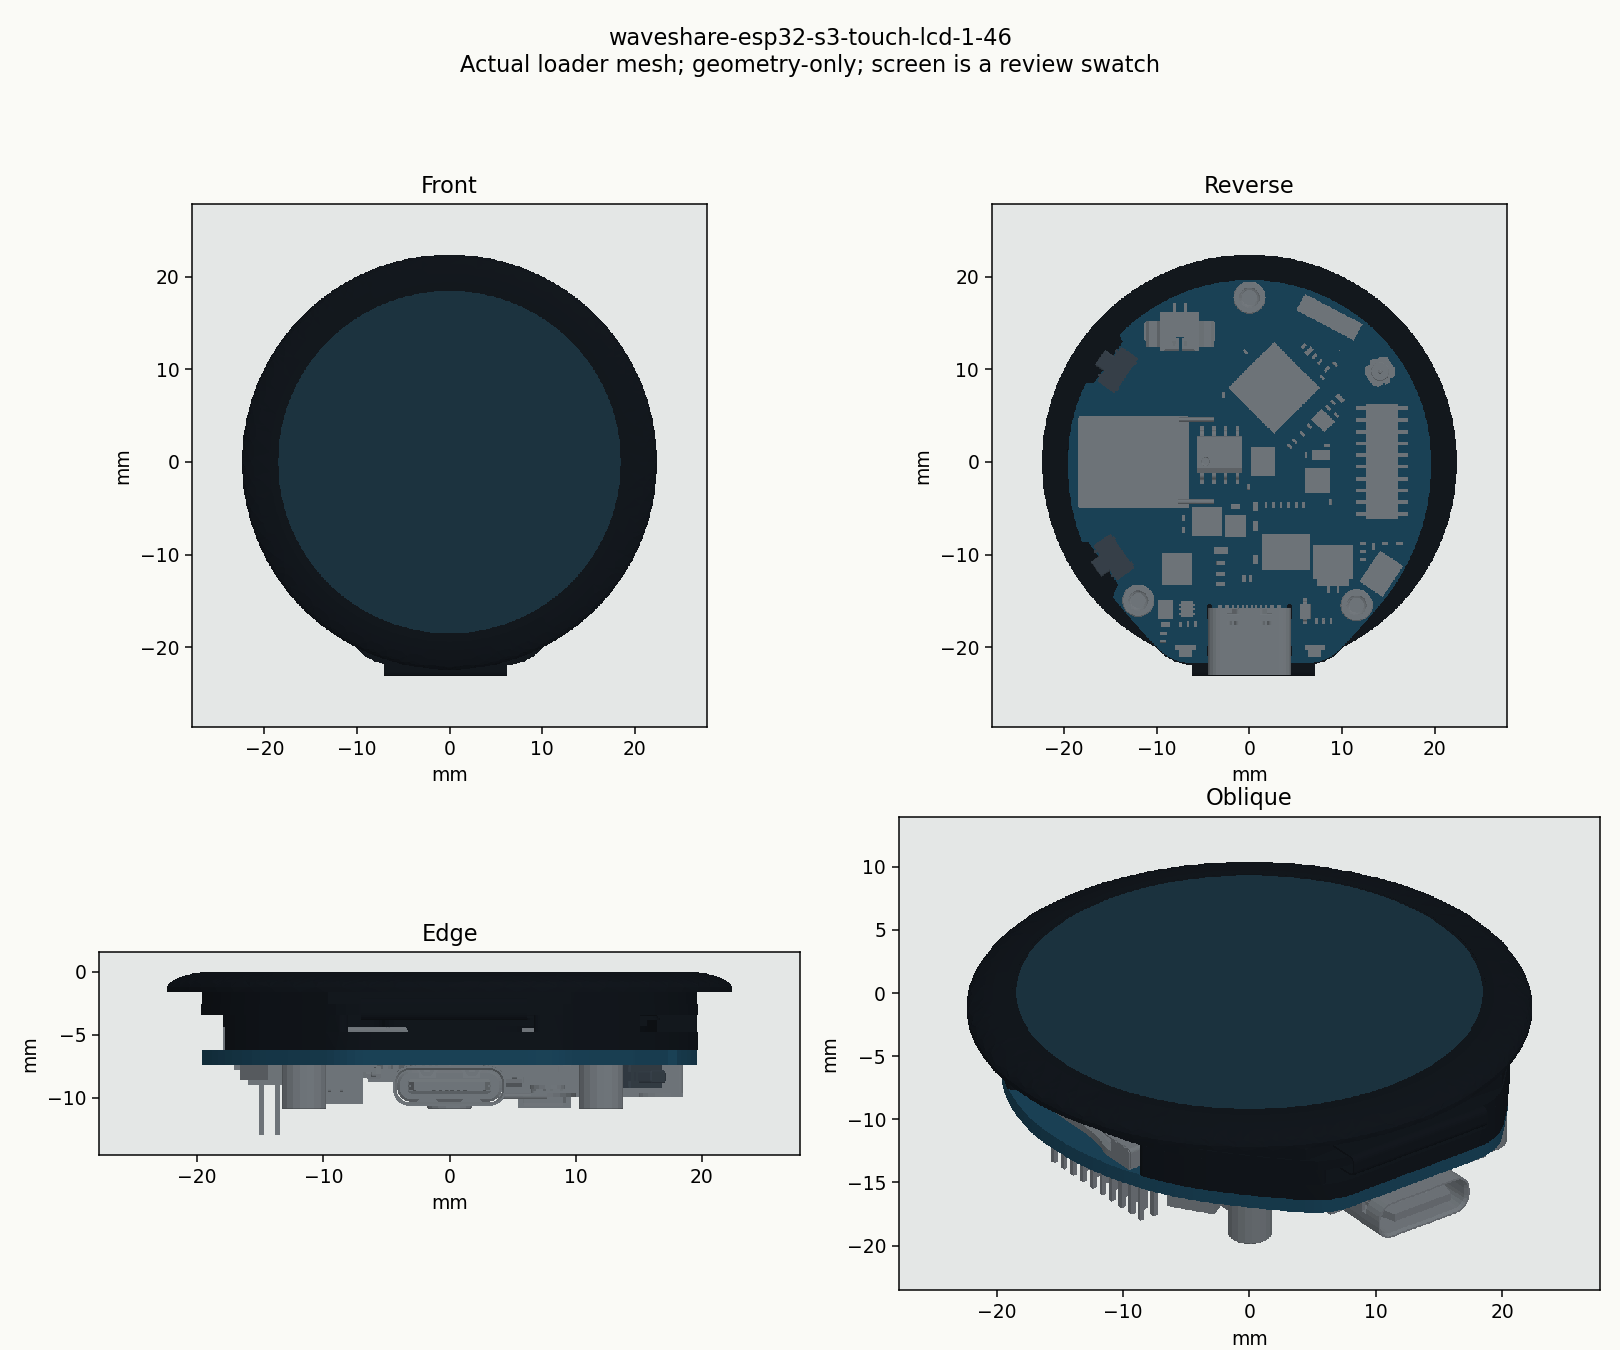 waveshare-esp32-s3-touch-lcd-1-46
Actual loader mesh; geometry-only; screen is a review swatch
Front
20
10
0
−10
−20
mm
−20 −10 0 10 20
mm
Reverse
20
10
0
−10
−20
mm
−20 −10 0 10 20
mm
Edge
0
−5
−10
mm
−20 −10 0 10 20
mm
Oblique
10
5
0
−5
−10
−15
−20
mm
−20 −10 0 10 20
mm